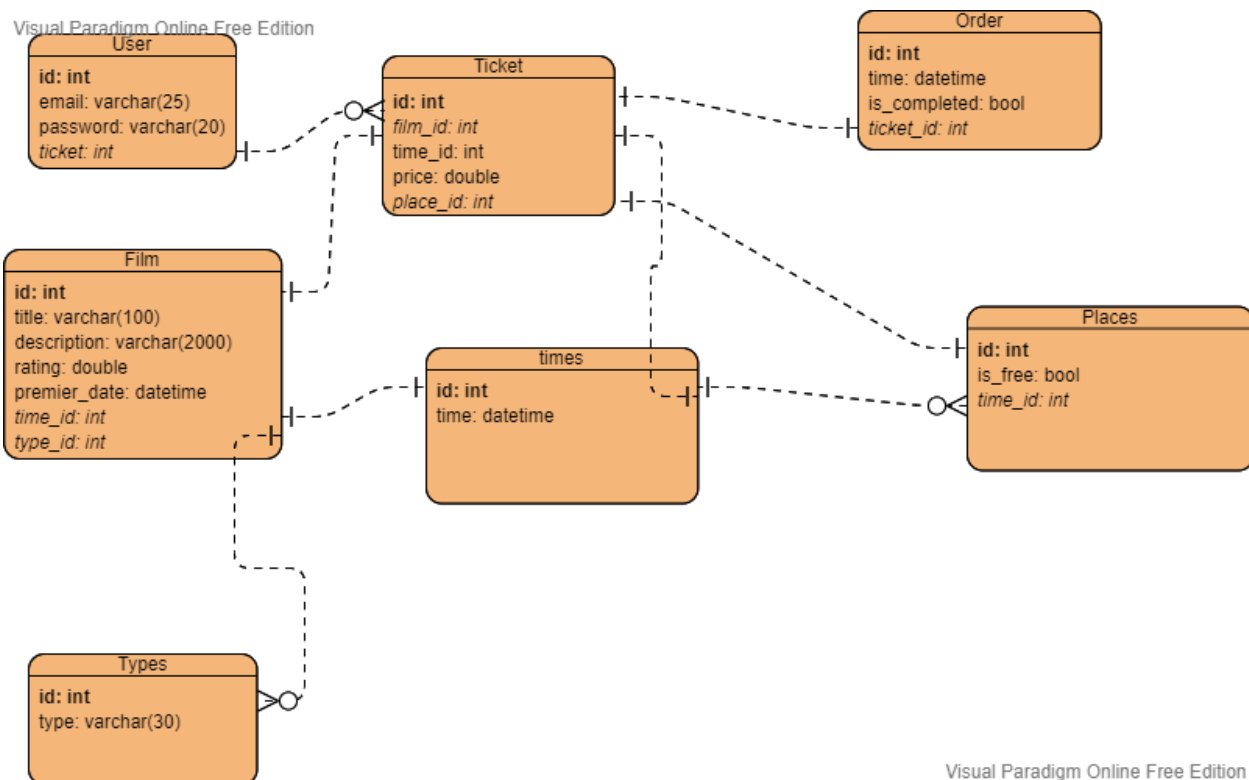 Visual Paradigm Online Free Edition
User
id: int
email: varchar(25)
password: varchar(20)
ticket: int
Ticket
id: int
film_id: int
time_id: int
price: double
place_id: int
Order
id: int
time: datetime
is_completed: bool
ticket_id: int
Film
id: int
title: varchar(100)
description: varchar(2000)
rating: double
premier_date: datetime
time_id: int
type_id: int
times
id: int
time: datetime
Places
id: int
is_free: bool
time_id: int
Types
id: int
type: varchar(30)
Visual Paradigm Online Free Edition